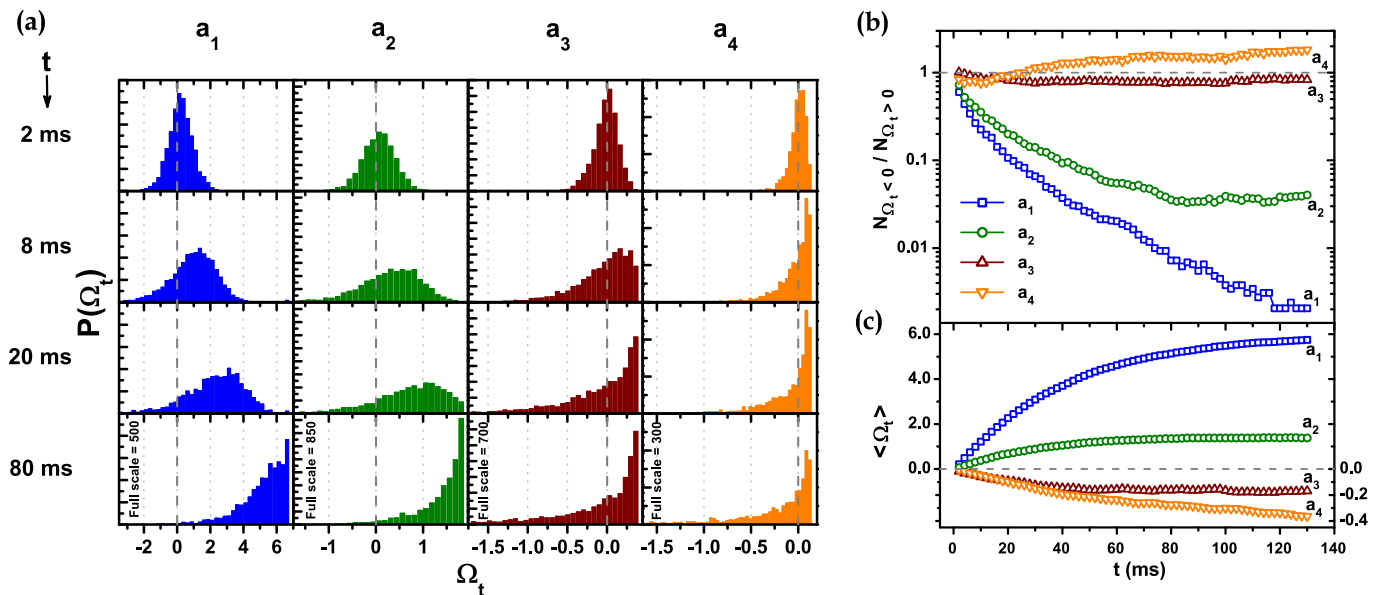 (a)
a1 a2 a3 a4
t
2 ms
8 ms
20 ms
80 ms
P(Ωt)
Full scale = 500
Full scale = 850
Full scale = 700
Full scale = 300
-2 0 2 4 6
-1 0 1
-1.5 -1.0 -0.5 0.0
-1.5 -1.0 -0.5 0.0
Ωt
(b)
NΩt < 0 / NΩt > 0
1
0.1
0.01
a1
a2
a3
a4
a4
a3
a2
a1
(c)
<Ωt>
6.0
4.0
2.0
0.0
a1
a2
a3
a4
0.0
-0.2
-0.4
0 20 40 60 80 100 120 140
t (ms)